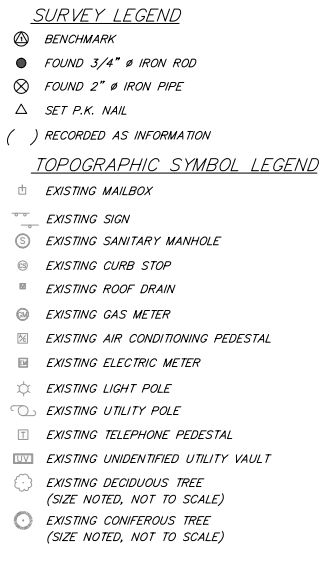 SURVEY LEGEND
BENCHMARK
FOUND 3/4" Ø IRON ROD
FOUND 2" Ø IRON PIPE
SET P.K. NAIL
( ) RECORDED AS INFORMATION
TOPOGRAPHIC SYMBOL LEGEND
EXISTING MAILBOX
EXISTING SIGN
S EXISTING SANITARY MANHOLE
CS EXISTING CURB STOP
EXISTING ROOF DRAIN
GM EXISTING GAS METER
A/C EXISTING AIR CONDITIONING PEDESTAL
EM EXISTING ELECTRIC METER
EXISTING LIGHT POLE
EXISTING UTILITY POLE
T EXISTING TELEPHONE PEDESTAL
UV EXISTING UNIDENTIFIED UTILITY VAULT
EXISTING DECIDUOUS TREE
(SIZE NOTED, NOT TO SCALE)
EXISTING CONIFEROUS TREE
(SIZE NOTED, NOT TO SCALE)